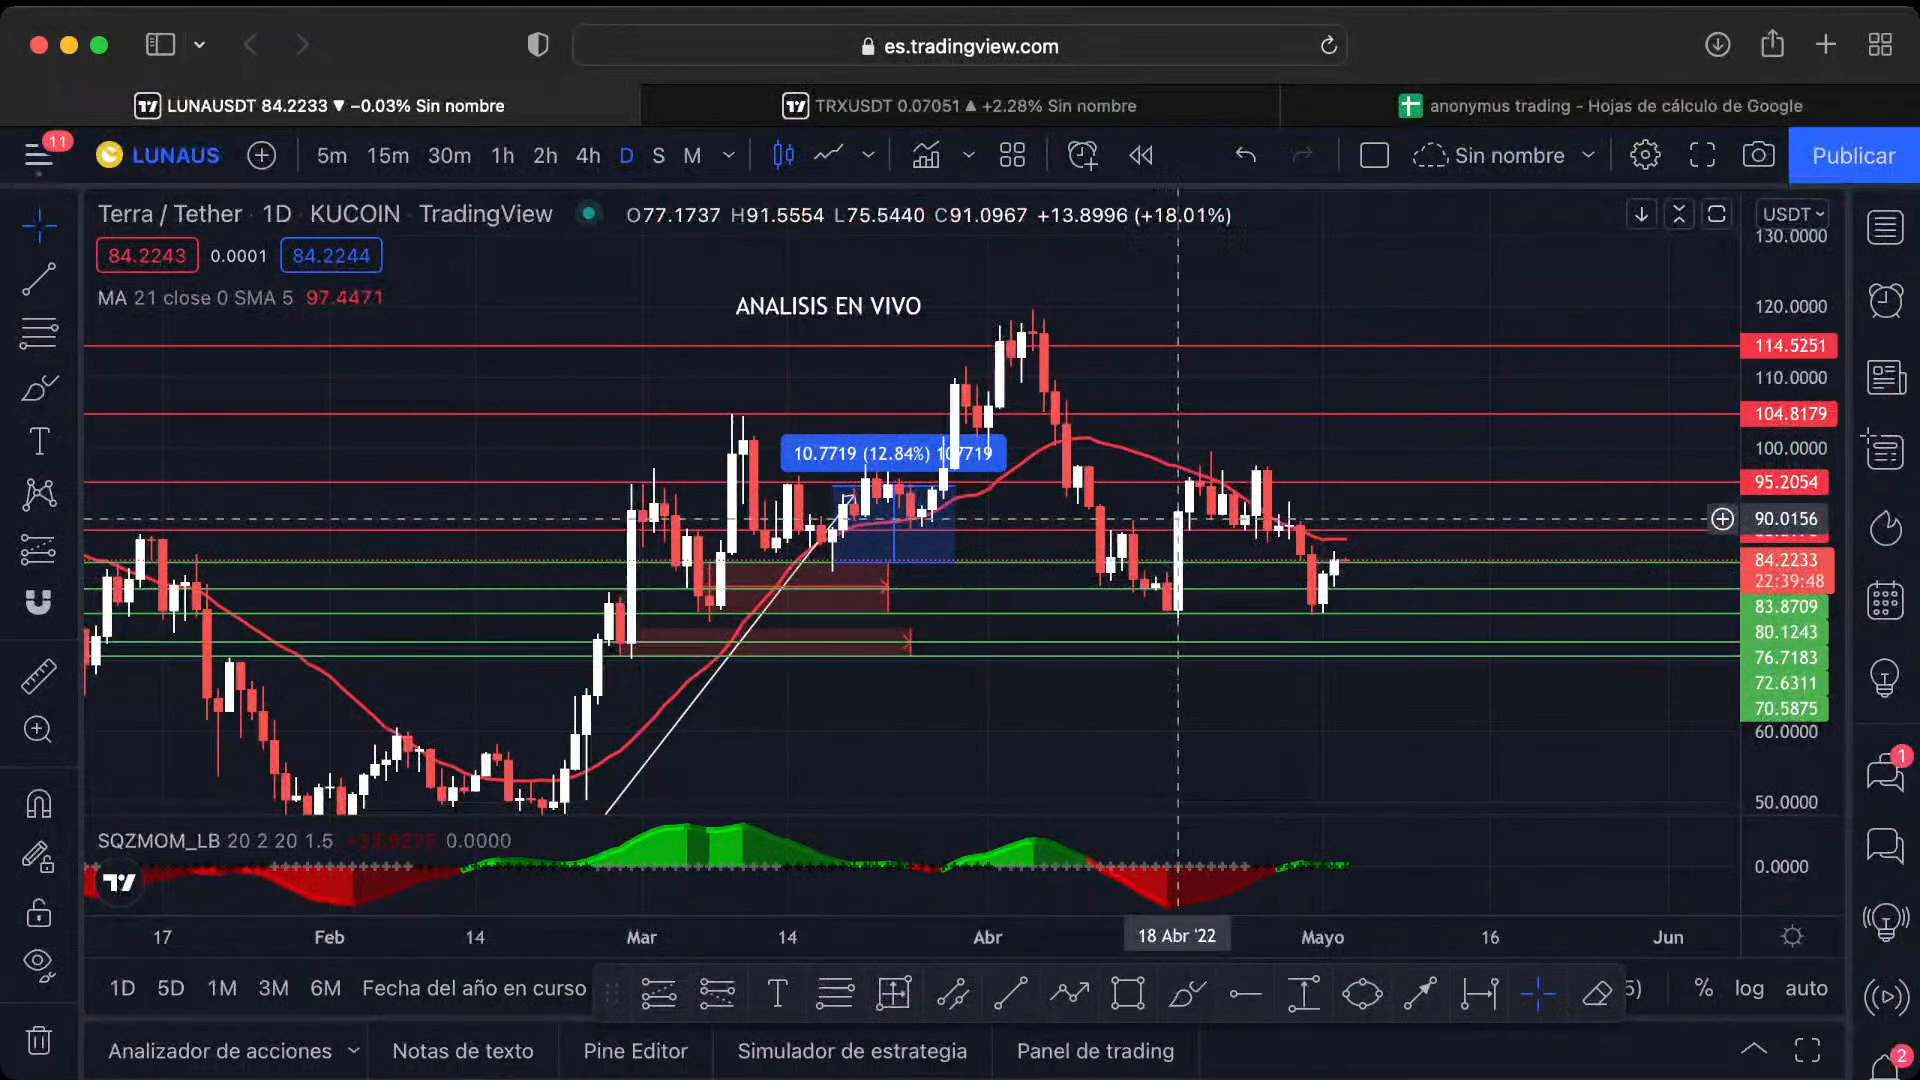 es.tradingview.com
LUNAUSDT 84.2233 ▼ −0.03% Sin nombre
TRXUSDT 0.07051 ▲ +2.28% Sin nombre
anonymus trading - Hojas de cálculo de Google
11
LUNAUS
5m 15m 30m 1h 2h 4h D S M
Sin nombre
Publicar
Terra / Tether · 1D · KUCOIN · TradingView
O77.1737 H91.5554 L75.5440 C91.0967 +13.8996 (+18.01%)
USDT
84.2243 0.0001 84.2244
MA 21 close 0 SMA 5 97.4471
ANALISIS EN VIVO
10.7719 (12.84%)
130.0000
120.0000
114.5251
110.0000
104.8179
100.0000
95.2054
90.0156
84.2233
22:39:48
83.8709
80.1243
76.7183
72.6311
70.5875
60.0000
50.0000
SQZMOM_LB 20 2 20 1.5 0.0000
0.0000
17 Feb 14 Mar 14 Abr 18 Abr '22 Mayo 16 Jun
1D 5D 1M 3M 6M Fecha del año en curso
5) % log auto
Analizador de acciones Notas de texto Pine Editor Simulador de estrategia Panel de trading
1
2